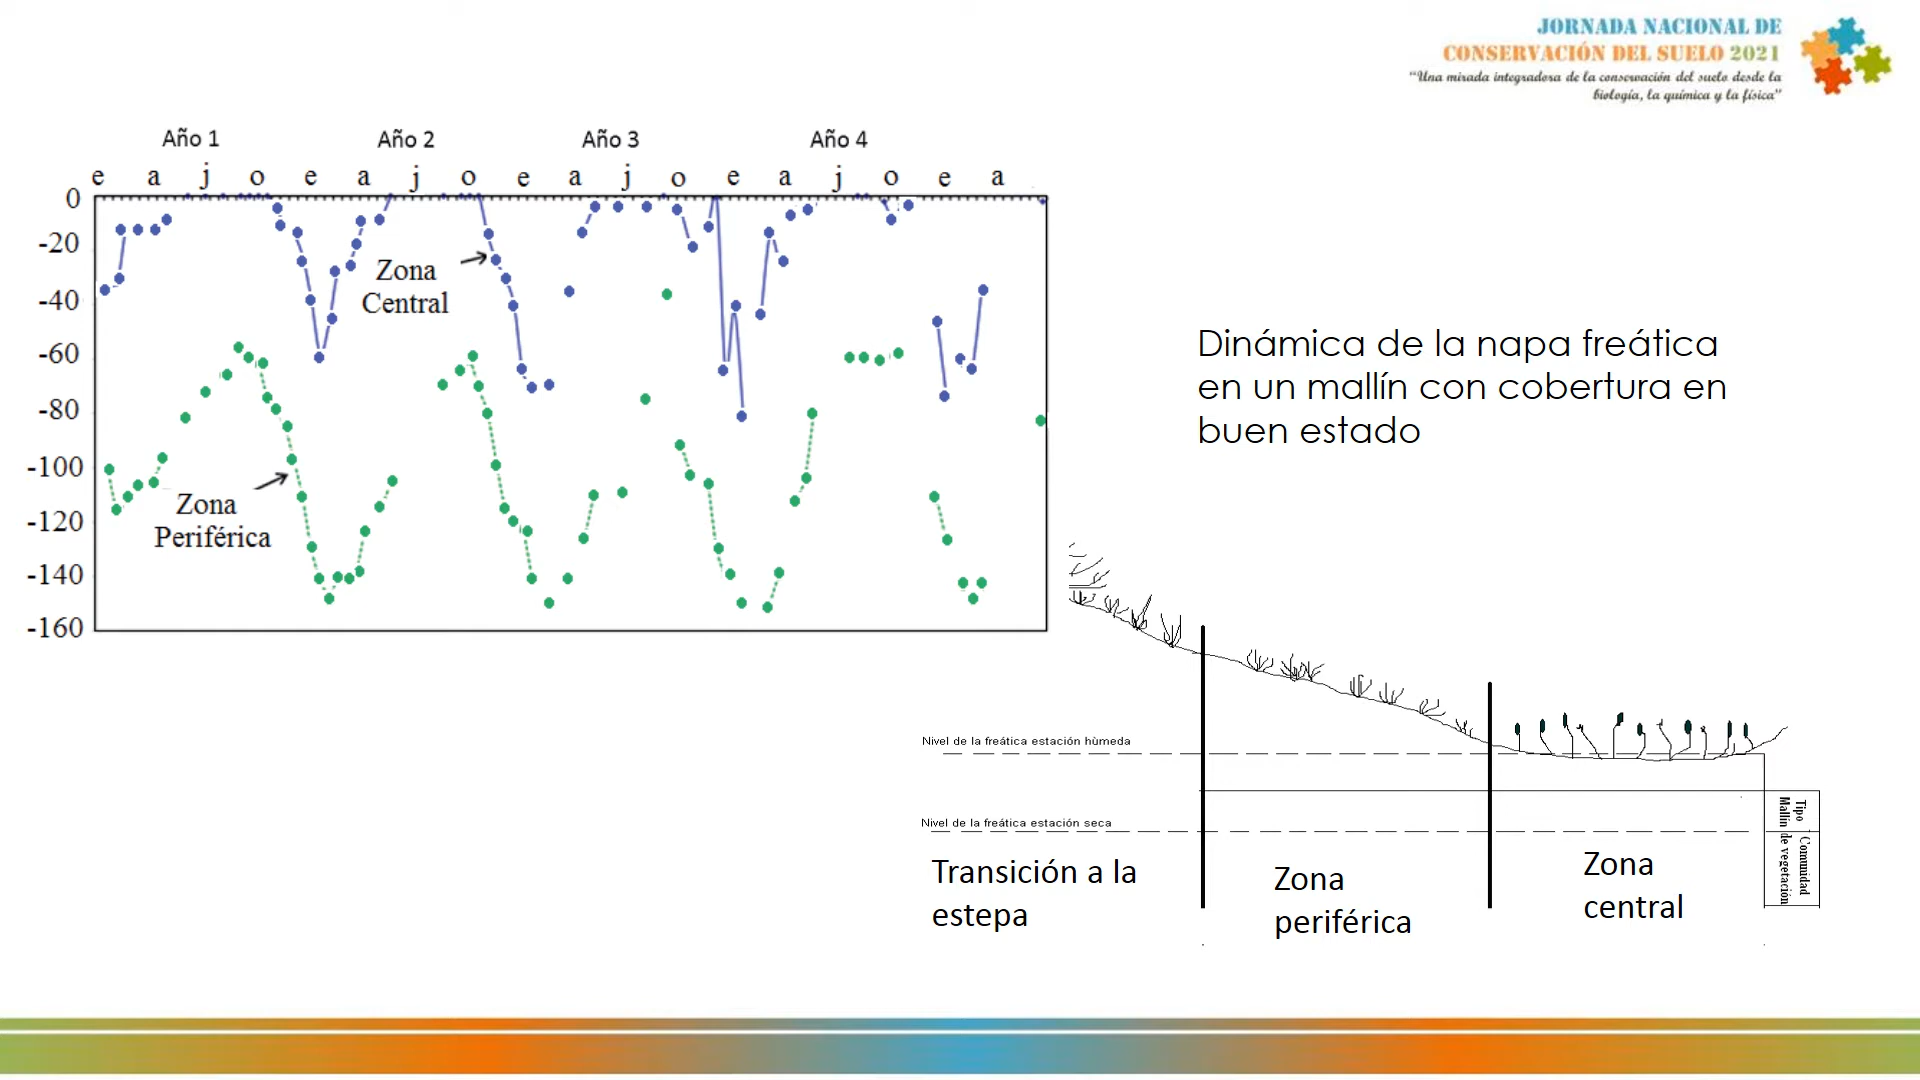 JORNADA NACIONAL DE
CONSERVACIÓN DEL SUELO 2021
“Una mirada integradora de la conservación del suelo desde la
biología, la química y la física”
Año 1 Año 2 Año 3 Año 4
e a j o e a j o e a j o e a j o e a
0
-20
-40
-60
-80
-100
-120
-140
-160
Zona
Central
Zona
Periférica
Dinámica de la napa freática
en un mallín con cobertura en
buen estado
Nivel de la freática estación hùmeda
Nivel de la freática estación seca
Transición a la
estepa
Zona
periférica
Zona
central
Tipo
Mallin
Comunidad
de vegetación